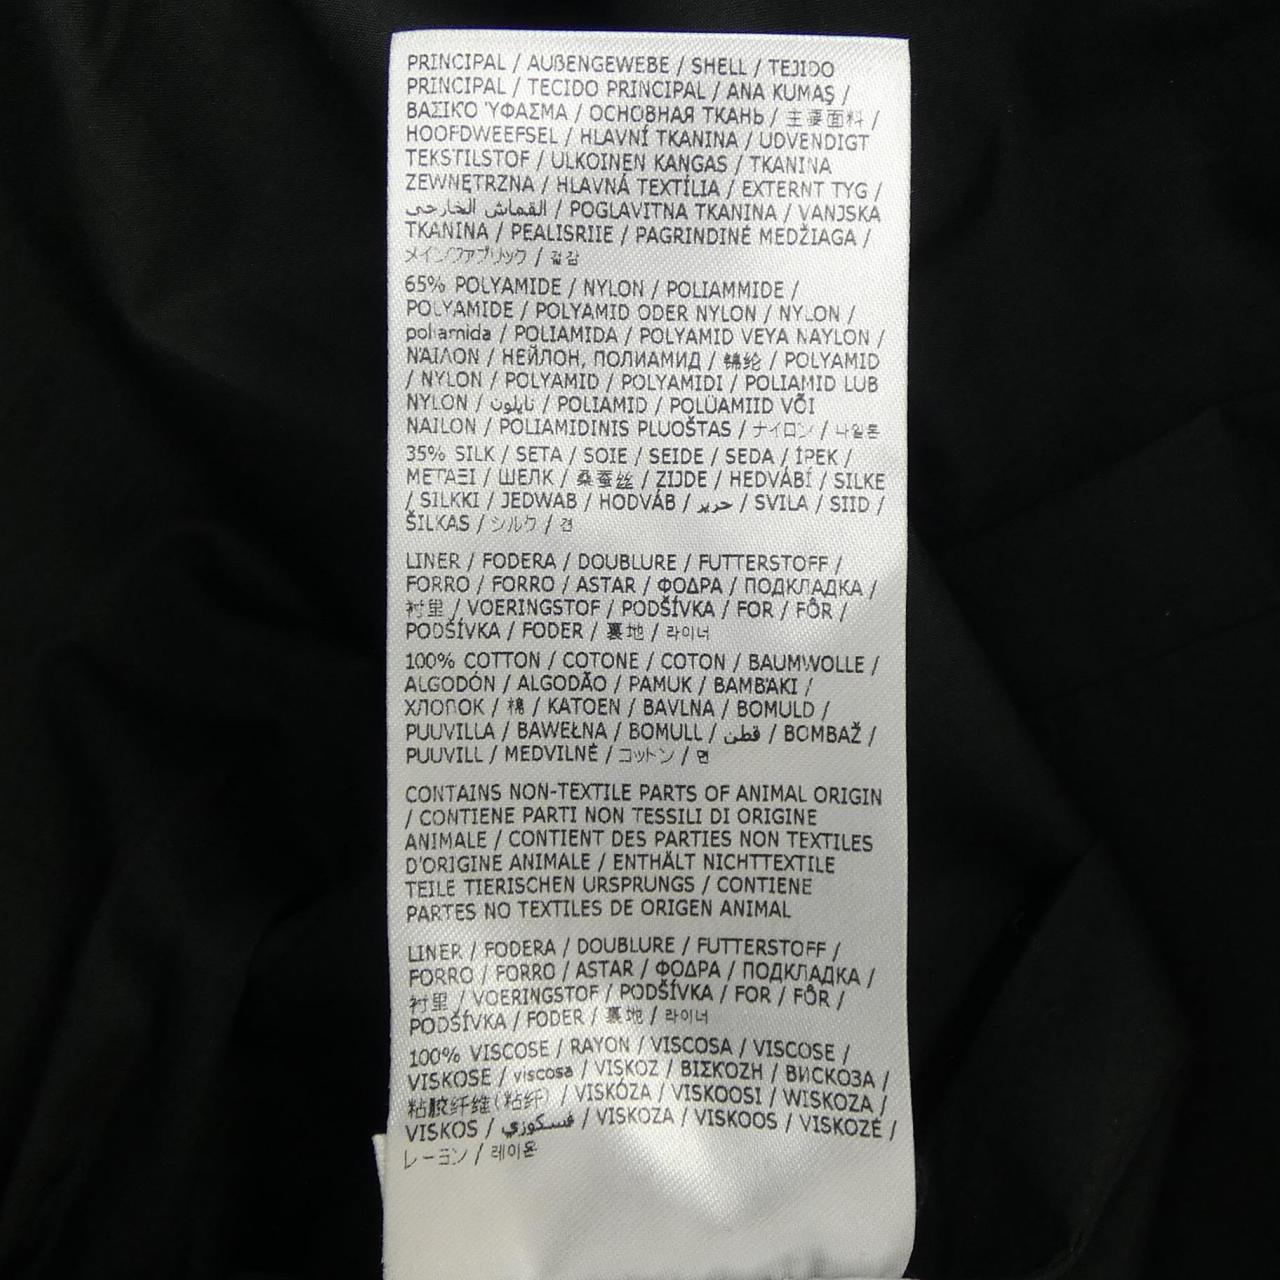 PRINCIPAL / AUßENGEWEBE / SHELL / TEJIDO
PRINCIPAL / TECIDO PRINCIPAL / ANA KUMAŞ /
ΒΑΣΙΚΌ ΎΦΑΣΜΑ / ОСНОВНАЯ ТКАНЬ / 主要面料 /
HOOFDWEEFSEL / HLAVNÍ TKANINA / UDVENDIGT
TEKSTILSTOF / ULKOINEN KANGAS / TKANINA
ZEWNĘTRZNA / HLAVNÁ TEXTÍLIA / EXTERNT TYG /
القماش الخارجي / POGLAVITNA TKANINA / VANJSKA
TKANINA / PEALISRIIE / PAGRINDINĖ MEDŽIAGA /
メインファブリック / 겉감
65% POLYAMIDE / NYLON / POLIAMMIDE /
POLYAMIDE / POLYAMID ODER NYLON / NYLON /
poliamida / POLIAMIDA / POLYAMID VEYA NAYLON /
ΝΆΙΛΟΝ / НЕЙЛОН, ПОЛИАМИД / 锦纶 / POLYAMID
/ NYLON / POLYAMID / POLYAMIDI / POLIAMID LUB
NYLON / نايلون / POLIAMID / POLÜAMIID VÕI
NAILON / POLIAMIDINIS PLUOŠTAS / ナイロン / 나일론
35% SILK / SETA / SOIE / SEIDE / SEDA / İPEK /
ΜΕΤΑΞΙ / ШЕЛК / 桑蚕丝 / ZIJDE / HEDVÁBÍ / SILKE
/ SILKKI / JEDWAB / HODVÁB / حرير / SVILA / SIID /
ŠILKAS / シルク / 견
LINER / FODERA / DOUBLURE / FUTTERSTOFF /
FORRO / FORRO / ASTAR / ΦΟΔΡΑ / ПОДКЛАДКА /
衬里 / VOERINGSTOF / PODŠÍVKA / FOR / FÔR /
PODŠÍVKA / FODER / 裏地 / 라이너
100% COTTON / COTONE / COTON / BAUMWOLLE /
ALGODÓN / ALGODÃO / PAMUK / ΒΑΜΒΆΚΙ /
ХЛОПОК / 棉 / KATOEN / BAVLNA / BOMULD /
PUUVILLA / BAWEŁNA / BOMULL / قطن / BOMBAŽ /
PUUVILL / MEDVILNĖ / コットン / 면
CONTAINS NON-TEXTILE PARTS OF ANIMAL ORIGIN
/ CONTIENE PARTI NON TESSILI DI ORIGINE
ANIMALE / CONTIENT DES PARTIES NON TEXTILES
D'ORIGINE ANIMALE / ENTHÄLT NICHTTEXTILE
TEILE TIERISCHEN URSPRUNGS / CONTIENE
PARTES NO TEXTILES DE ORIGEN ANIMAL
LINER / FODERA / DOUBLURE / FUTTERSTOFF /
FORRO / FORRO / ASTAR / ΦΟΔΡΑ / ПОДКЛАДКА /
衬里 / VOERINGSTOF / PODŠÍVKA / FOR / FÔR /
PODŠÍVKA / FODER / 裏地 / 라이너
100% VISCOSE / RAYON / VISCOSA / VISCOSE /
VISKOSE / viscosa / VISKOZ / ΒΙΣΚΌΖΗ / ВИСКОЗА /
粘胶纤维(粘纤) / VISKÓZA / VISKOOSI / WISKOZA /
VISKOS / فسكوزي / VISKOZA / VISKOOS / VISKOZĖ /
レーヨン / 레이온